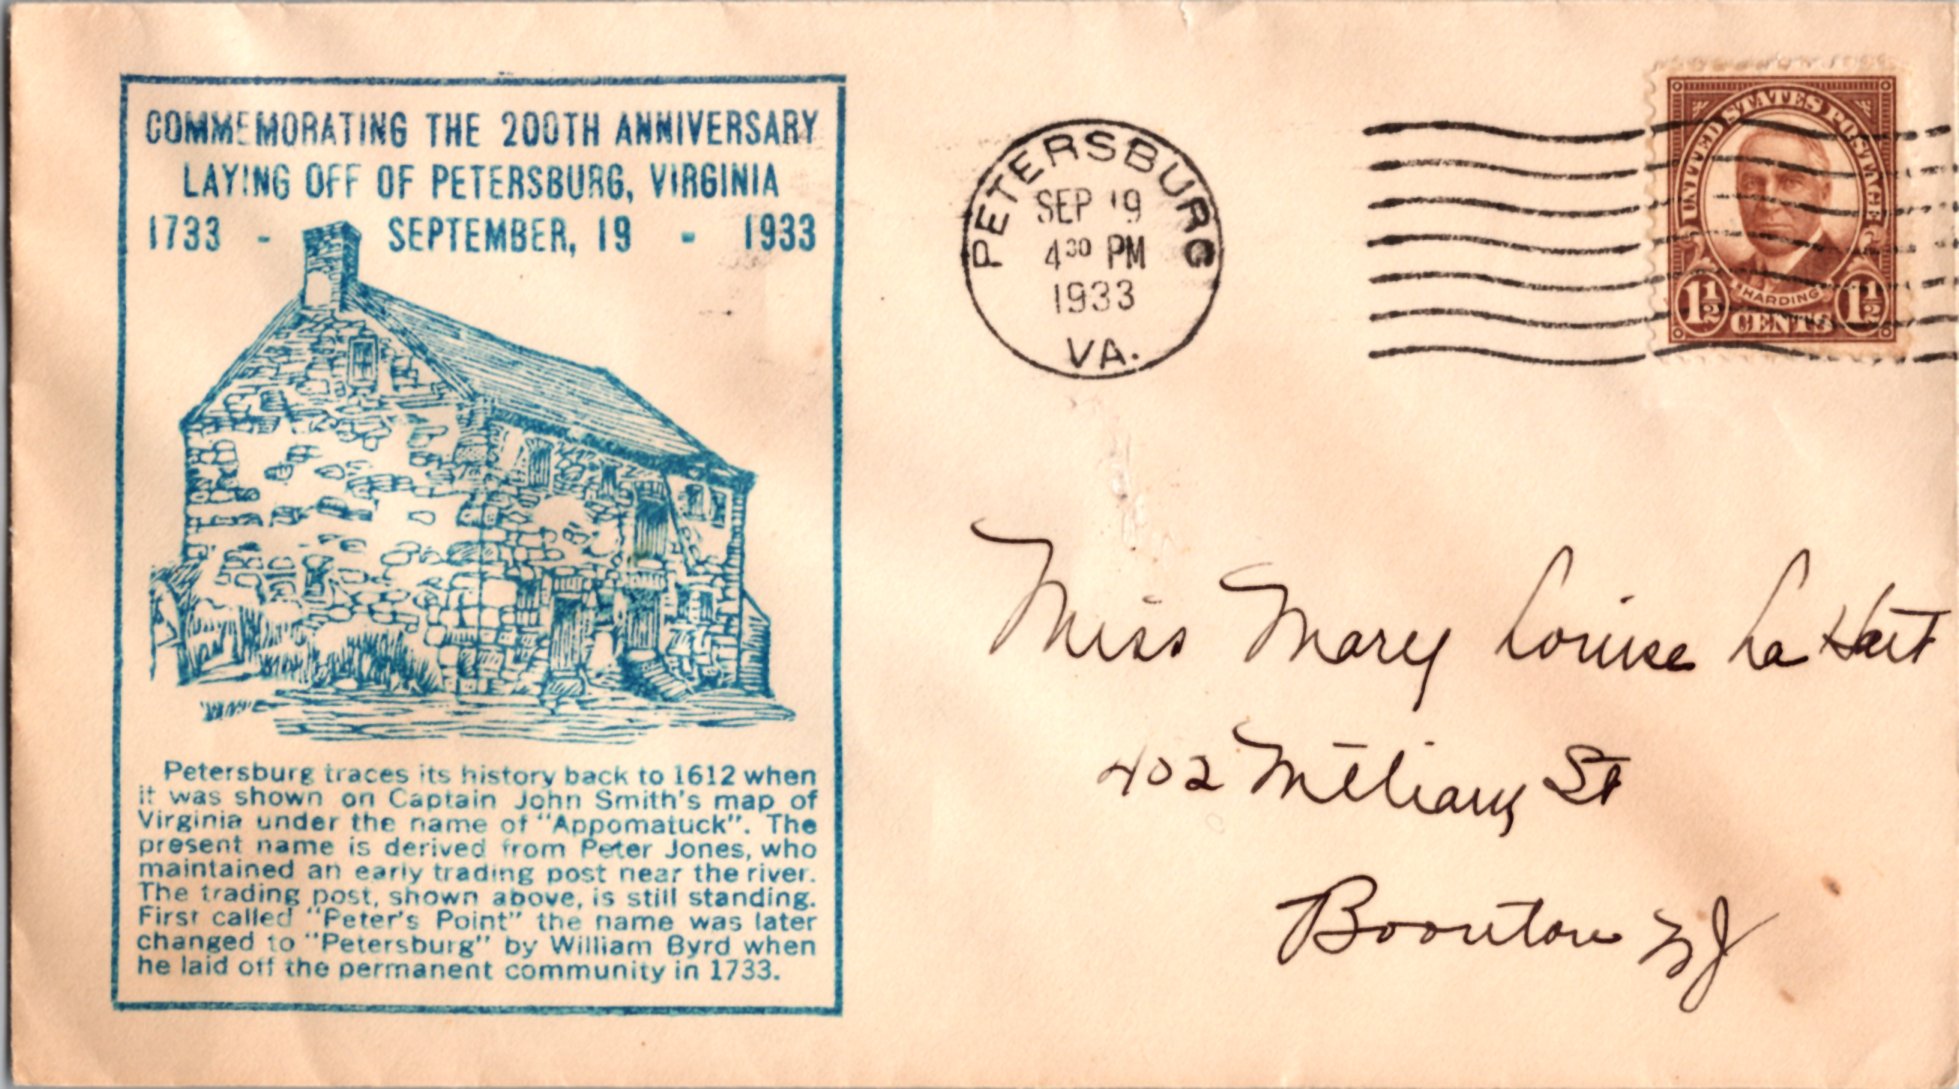 COMMEMORATING THE 200TH ANNIVERSARY
LAYING OFF OF PETERSBURG, VIRGINIA
1733 - SEPTEMBER, 19 - 1933
Petersburg traces its history back to 1612 when
it was shown on Captain John Smith's map of
Virginia under the name of "Appomatuck". The
present name is derived from Peter Jones, who
maintained an early trading post near the river.
The trading post, shown above, is still standing.
First called "Peter's Point" the name was later
changed to "Petersburg" by William Byrd when
he laid off the permanent community in 1733.
PETERSBURG
SEP 19
4 30 PM
1933
VA.
UNITED STATES POSTAGE
HARDING
1½ CENTS 1½
Miss Mary Louise La
402 St
Boonton NJ